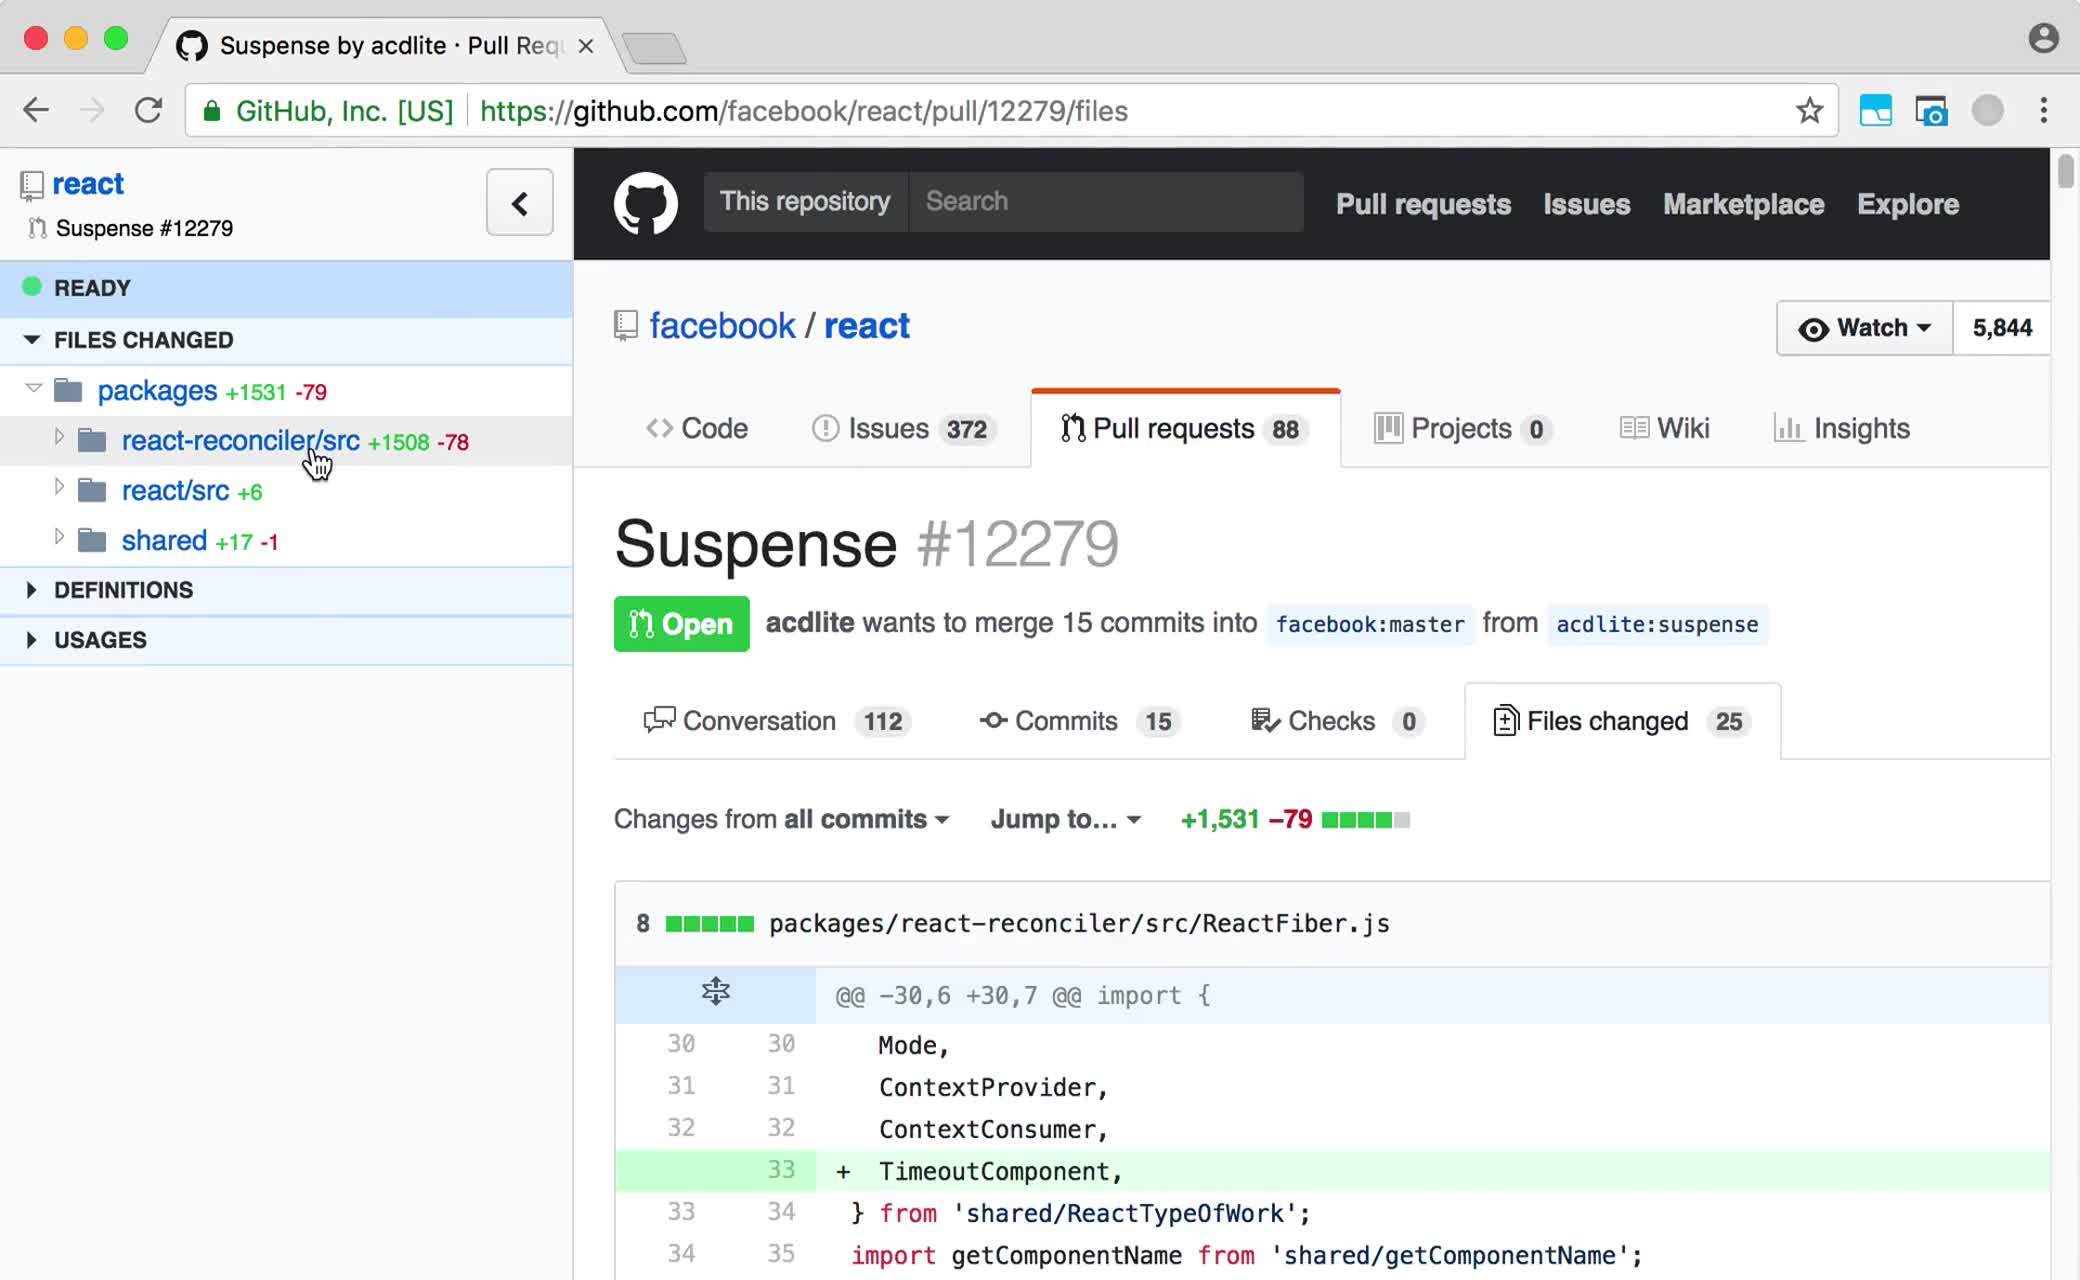 Suspense by acdlite · Pull Requ
GitHub, Inc. [US] https://github.com/facebook/react/pull/12279/files
react
Suspense #12279
READY
FILES CHANGED
packages +1531 -79
react-reconciler/src +1508 -78
react/src +6
shared +17 -1
DEFINITIONS
USAGES
This repository Search Pull requests Issues Marketplace Explore
facebook / react
Watch 5,844
Code Issues 372 Pull requests 88 Projects 0 Wiki Insights
Suspense #12279
Open acdlite wants to merge 15 commits into facebook:master from acdlite:suspense
Conversation 112 Commits 15 Checks 0 Files changed 25
Changes from all commits Jump to... +1,531 −79
8 packages/react-reconciler/src/ReactFiber.js
@@ -30,6 +30,7 @@ import {
30 30 Mode,
31 31 ContextProvider,
32 32 ContextConsumer,
33 + TimeoutComponent,
33 34 } from 'shared/ReactTypeOfWork';
34 35 import getComponentName from 'shared/getComponentName';